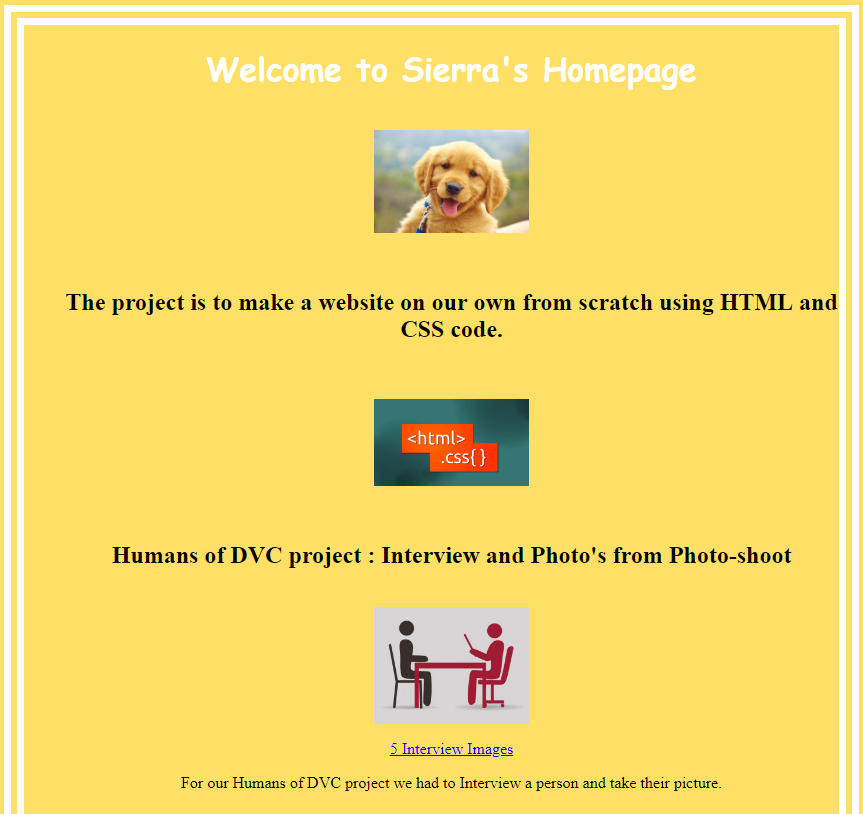 Welcome to Sierra's Homepage
The project is to make a website on our own from scratch using HTML and
CSS code.
<html>
.css{ }
Humans of DVC project : Interview and Photo's from Photo-shoot
5 Interview Images
For our Humans of DVC project we had to Interview a person and take their picture.